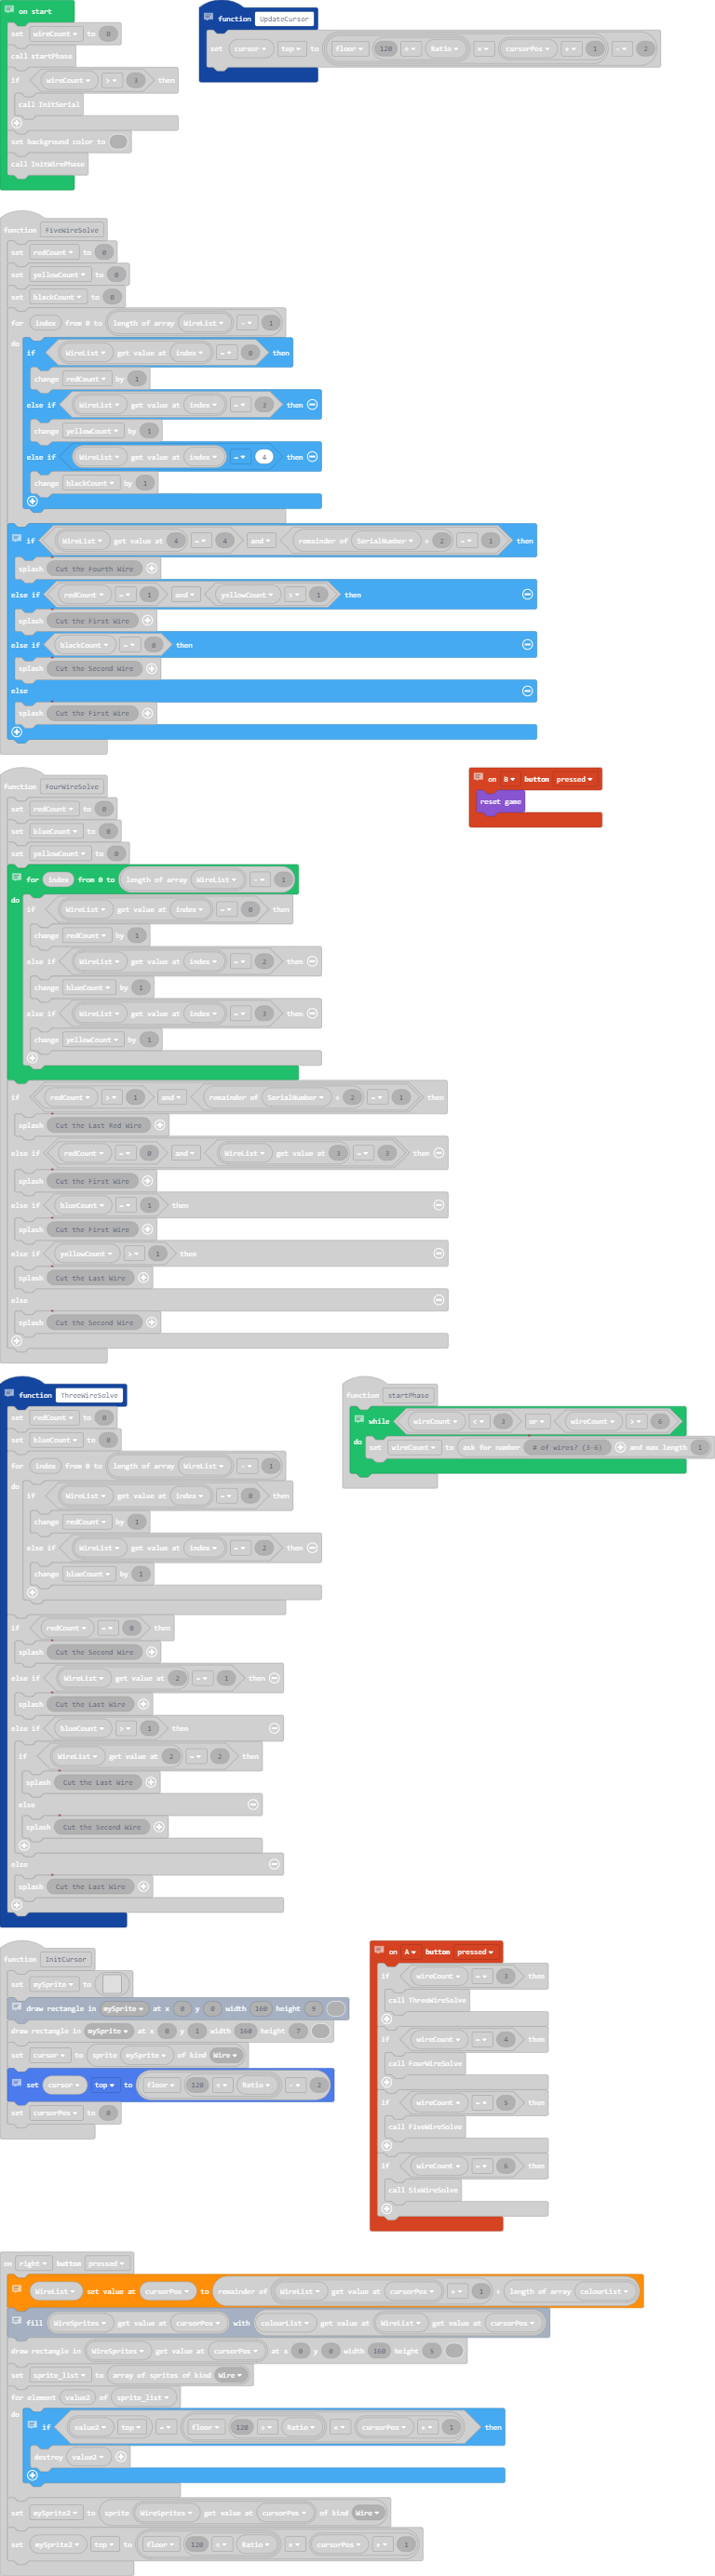 on start
set wireCount to 0
call startPhase
if wireCount > 3 then
call InitSerial
set background color to
call InitWirePhase
function UpdateCursor
set cursor top to floor 120 ÷ Ratio × cursorPos + 1 - 2
function FiveWireSolve
set redCount to 0
set yellowCount to 0
set blackCount to 0
for index from 0 to length of array WireList - 1
do
if WireList get value at index = 0 then
change redCount by 1
else if WireList get value at index = 3 then
change yellowCount by 1
else if WireList get value at index = 4 then
change blackCount by 1
if WireList get value at 4 = 4 and remainder of SerialNumber ÷ 2 = 1 then
splash Cut the Fourth Wire
else if redCount = 1 and yellowCount > 1 then
splash Cut the First Wire
else if blackCount = 0 then
splash Cut the Second Wire
else
splash Cut the First Wire
function FourWireSolve
set redCount to 0
set blueCount to 0
set yellowCount to 0
for index from 0 to length of array WireList - 1
do
if WireList get value at index = 0 then
change redCount by 1
else if WireList get value at index = 2 then
change blueCount by 1
else if WireList get value at index = 3 then
change yellowCount by 1
if redCount > 1 and remainder of SerialNumber ÷ 2 = 1 then
splash Cut the Last Red Wire
else if redCount = 0 and WireList get value at 3 = 3 then
splash Cut the First Wire
else if blueCount = 1 then
splash Cut the First Wire
else if yellowCount > 1 then
splash Cut the Last Wire
else
splash Cut the Second Wire
on B button pressed
reset game
function ThreeWireSolve
set redCount to 0
set blueCount to 0
for index from 0 to length of array WireList - 1
do
if WireList get value at index = 0 then
change redCount by 1
else if WireList get value at index = 2 then
change blueCount by 1
if redCount = 0 then
splash Cut the Second Wire
else if WireList get value at 2 = 1 then
splash Cut the Last Wire
else if blueCount > 1 then
if WireList get value at 2 = 2 then
splash Cut the Last Wire
else
splash Cut the Second Wire
else
splash Cut the Last Wire
function startPhase
while wireCount < 3 or wireCount > 6
do
set wireCount to ask for number # of wires? (3-6) and max length 1
function InitCursor
set mySprite to
draw rectangle in mySprite at x 0 y 0 width 160 height 9
draw rectangle in mySprite at x 0 y 1 width 160 height 7
set cursor to sprite mySprite of kind Wire
set cursor top to floor 120 ÷ Ratio - 2
set cursorPos to 0
on A button pressed
if wireCount = 3 then
call ThreeWireSolve
if wireCount = 4 then
call FourWireSolve
if wireCount = 5 then
call FiveWireSolve
if wireCount = 6 then
call SixWireSolve
on right button pressed
WireList set value at cursorPos to remainder of WireList get value at cursorPos + 1 ÷ length of array colourList
fill WireSprites get value at cursorPos with colourList get value at WireList get value at cursorPos
draw rectangle in WireSprites get value at cursorPos at x 0 y 0 width 160 height 5
set sprite_list to array of sprites of kind Wire
for element value2 of sprite_list
do
if value2 top = floor 120 ÷ Ratio × cursorPos + 1 then
destroy value2
set mySprite2 to sprite WireSprites get value at cursorPos of kind Wire
set mySprite2 top to floor 120 ÷ Ratio × cursorPos + 1